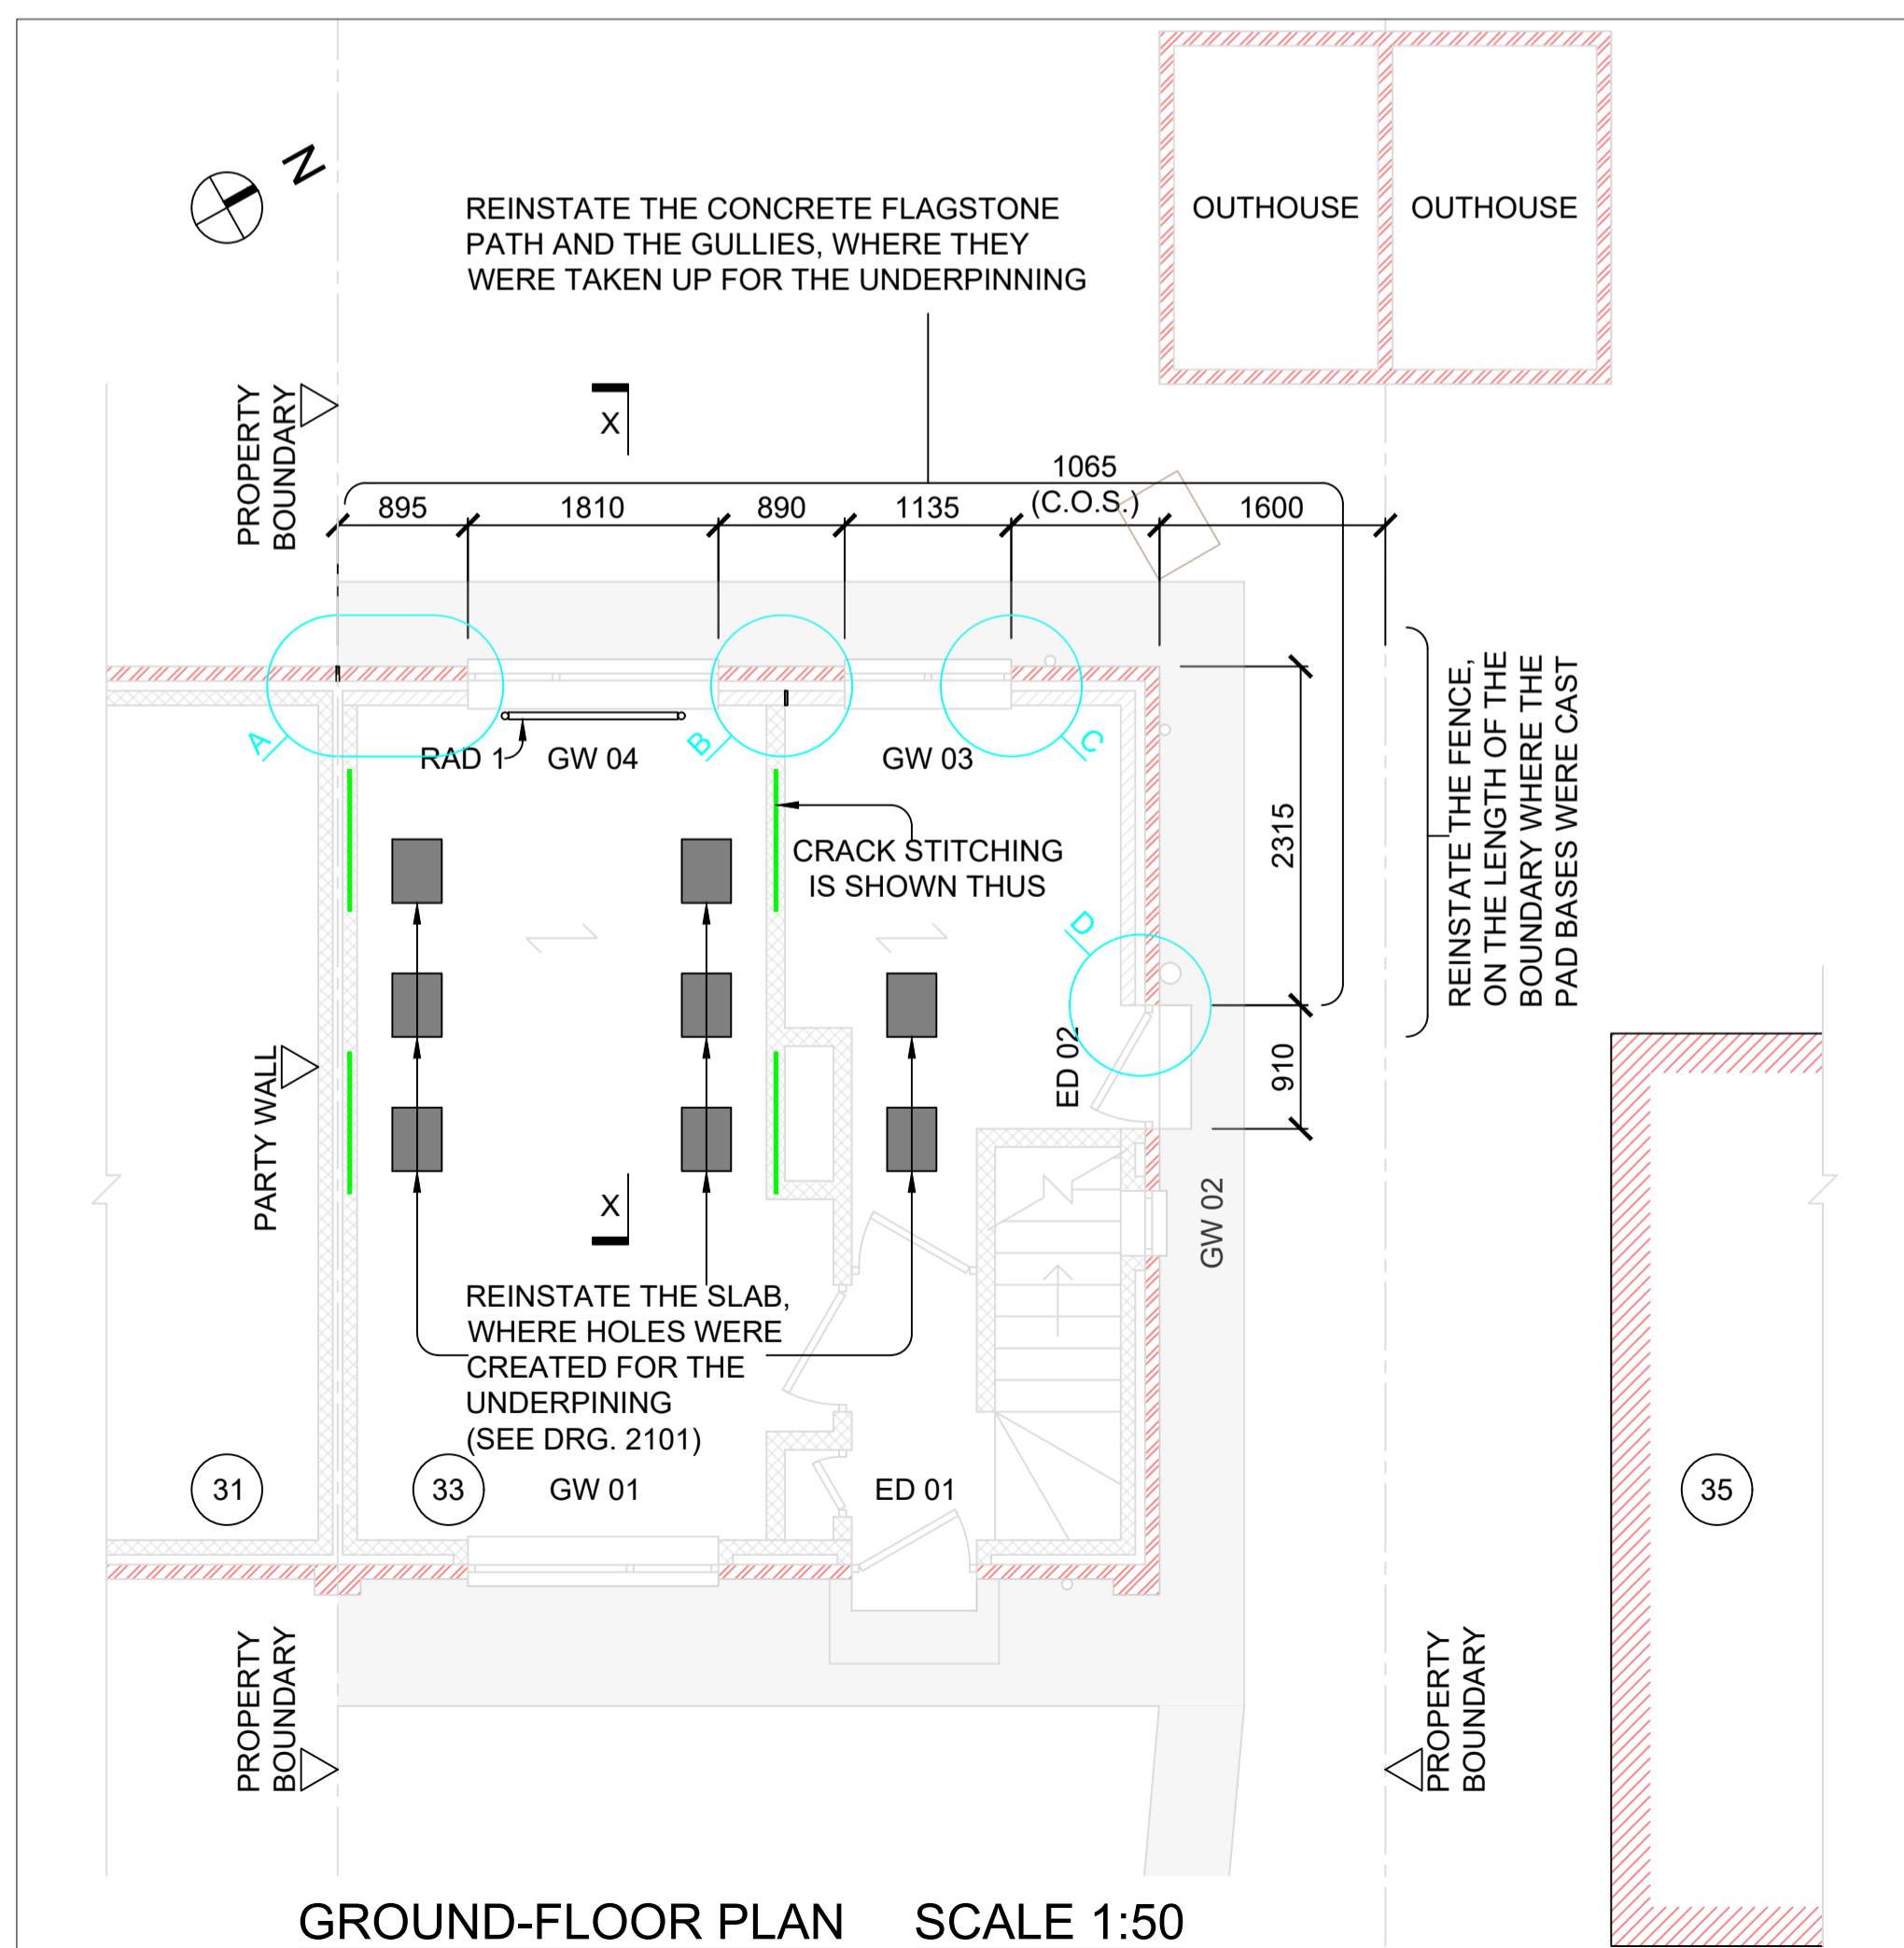 OUTHOUSE
OUTHOUSE
N
REINSTATE THE CONCRETE FLAGSTONE
PATH AND THE GULLIES, WHERE THEY
WERE TAKEN UP FOR THE UNDERPINNING
PROPERTY
BOUNDARY
X
1065
(C.O.S.)
895
1810
890
1135
1600
A
B
C
RAD 1
GW 04
GW 03
REINSTATE THE FENCE,
ON THE LENGTH OF THE
BOUNDARY WHERE THE
PAD BASES WERE CAST
2315
CRACK STITCHING
IS SHOWN THUS
D
ED 02
910
PARTY WALL
X
GW 02
REINSTATE THE SLAB,
WHERE HOLES WERE
CREATED FOR THE
UNDERPINING
(SEE DRG. 2101)
31
33
GW 01
ED 01
35
PROPERTY
BOUNDARY
PROPERTY
BOUNDARY
GROUND-FLOOR PLAN SCALE 1:50